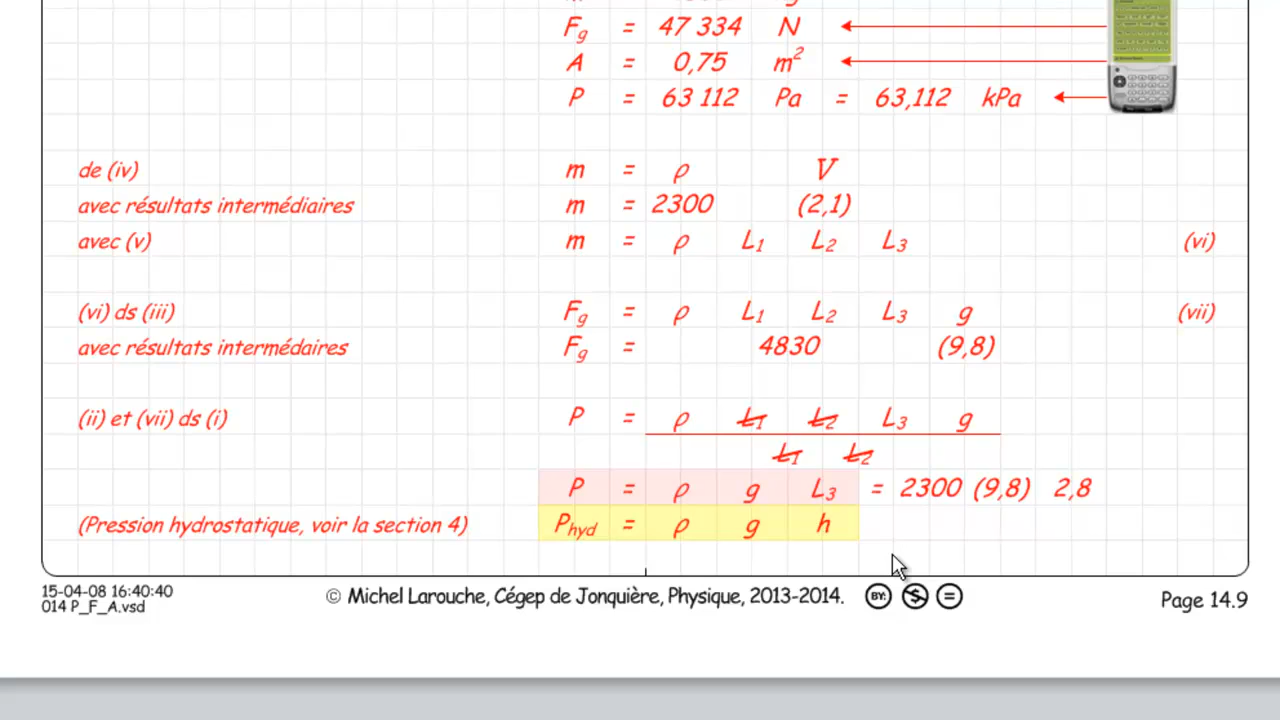 Fg = 47 334 N
A = 0,75 m²
P = 63 112 Pa = 63,112 kPa
de (iv) m = ρ V
avec résultats intermédiaires m = 2300 (2,1)
avec (v) m = ρ L1 L2 L3 (vi)
(vi) ds (iii) Fg = ρ L1 L2 L3 g (vii)
avec résultats intermédaires Fg = 4830 (9,8)
(ii) et (vii) ds (i) P = ρ L1 L2 L3 g
L1 L2
P = ρ g L3 = 2300 (9,8) 2,8
(Pression hydrostatique, voir la section 4) Phyd = ρ g h
15-04-08 16:40:40
014 P_F_A.vsd
© Michel Larouche, Cégep de Jonquière, Physique, 2013-2014.
BY: $ =
Page 14.9